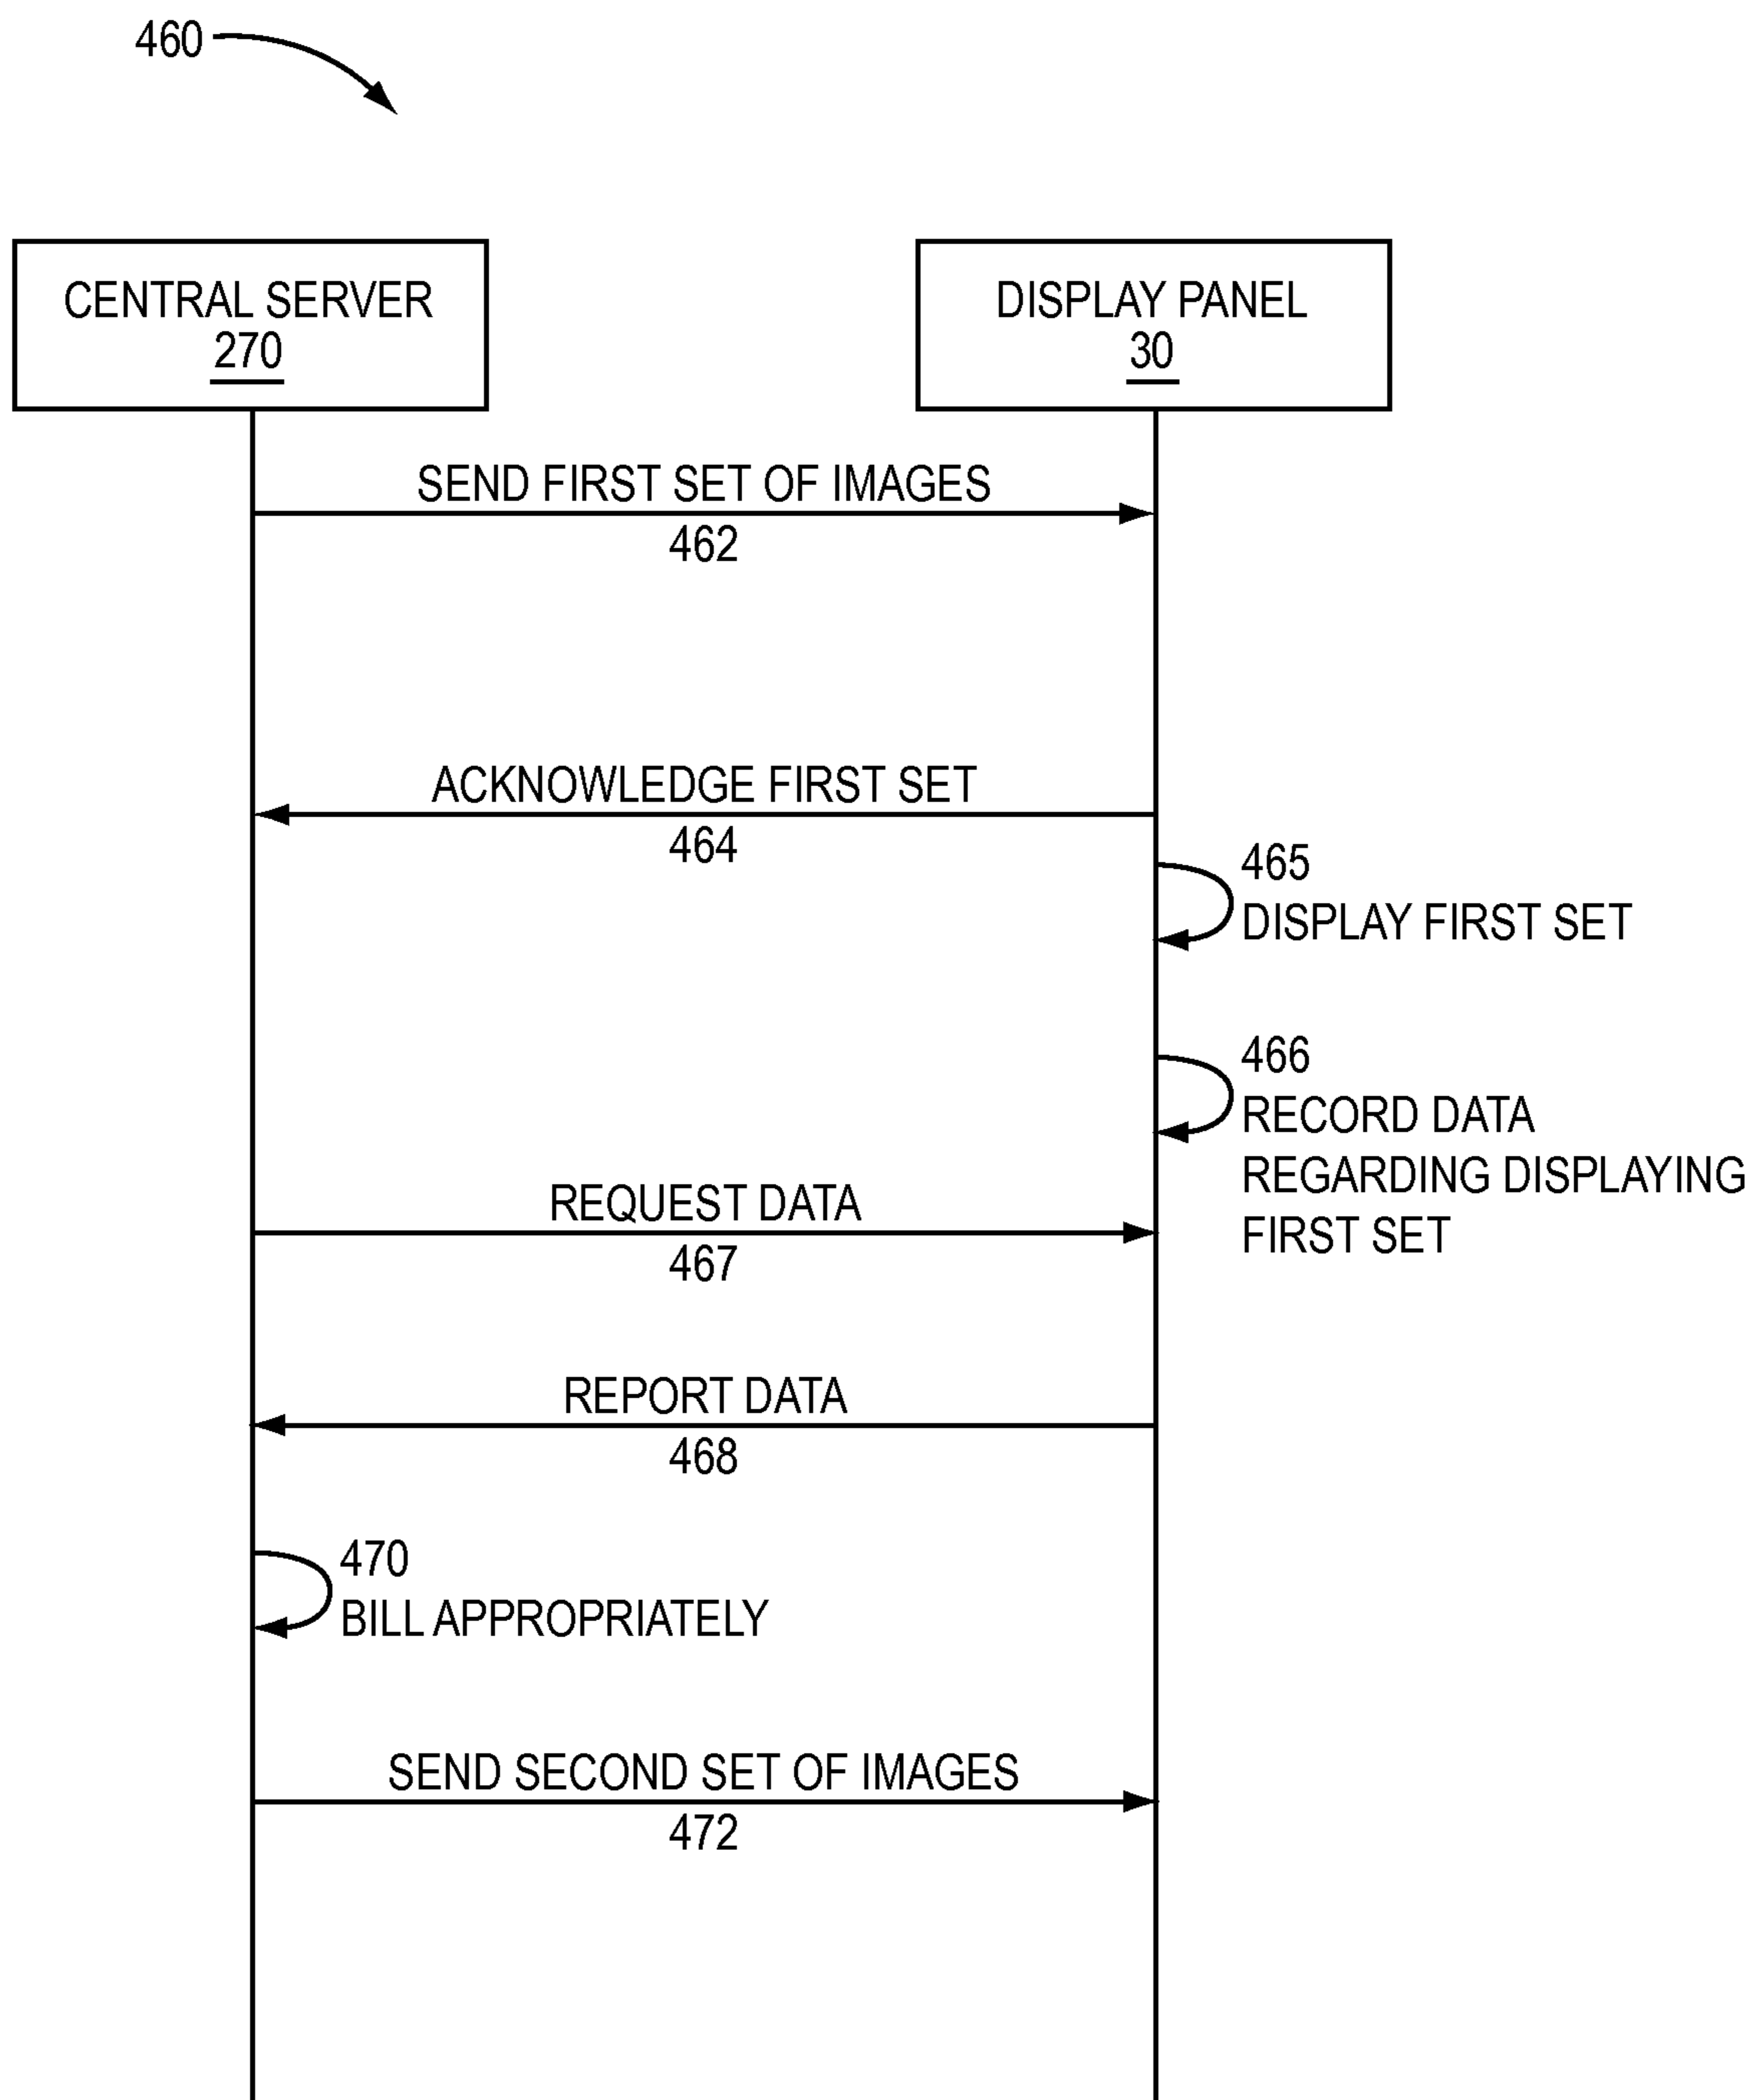 460
CENTRAL SERVER
270
DISPLAY PANEL
30
SEND FIRST SET OF IMAGES
462
ACKNOWLEDGE FIRST SET
464
465
DISPLAY FIRST SET
466
RECORD DATA
REGARDING DISPLAYING
FIRST SET
REQUEST DATA
467
REPORT DATA
468
470
BILL APPROPRIATELY
SEND SECOND SET OF IMAGES
472